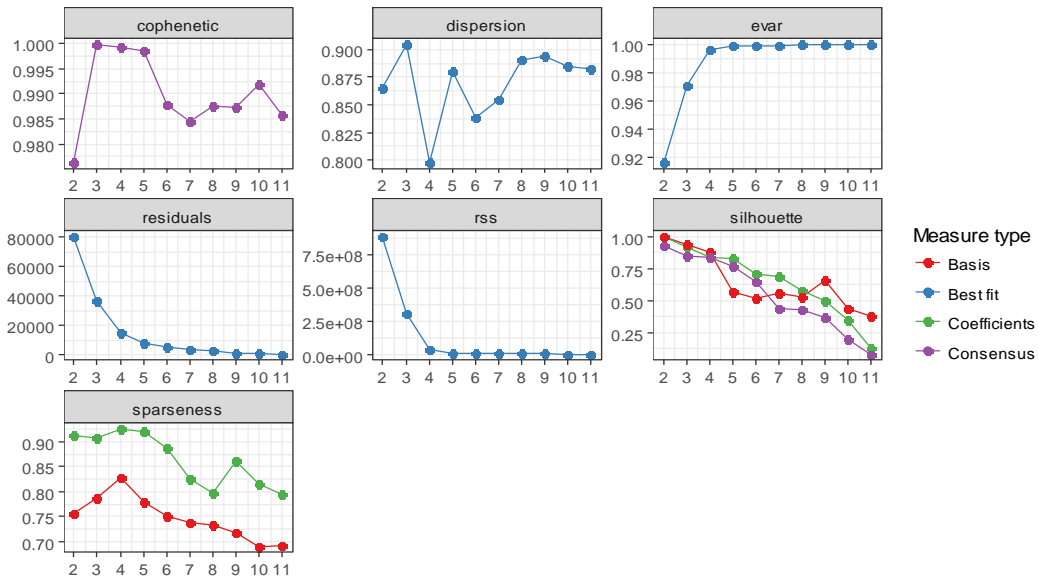 cophenetic
1.000
0.995
0.990
0.985
0.980
2 3 4 5 6 7 8 9 10 11
dispersion
0.900
0.875
0.850
0.825
0.800
2 3 4 5 6 7 8 9 10 11
evar
1.00
0.98
0.96
0.94
0.92
2 3 4 5 6 7 8 9 10 11
residuals
80000
60000
40000
20000
0
2 3 4 5 6 7 8 9 10 11
rss
7.5e+08
5.0e+08
2.5e+08
0.0e+00
2 3 4 5 6 7 8 9 10 11
silhouette
1.00
0.75
0.50
0.25
2 3 4 5 6 7 8 9 10 11
Measure type
Basis
Best fit
Coefficients
Consensus
sparseness
0.90
0.85
0.80
0.75
0.70
2 3 4 5 6 7 8 9 10 11